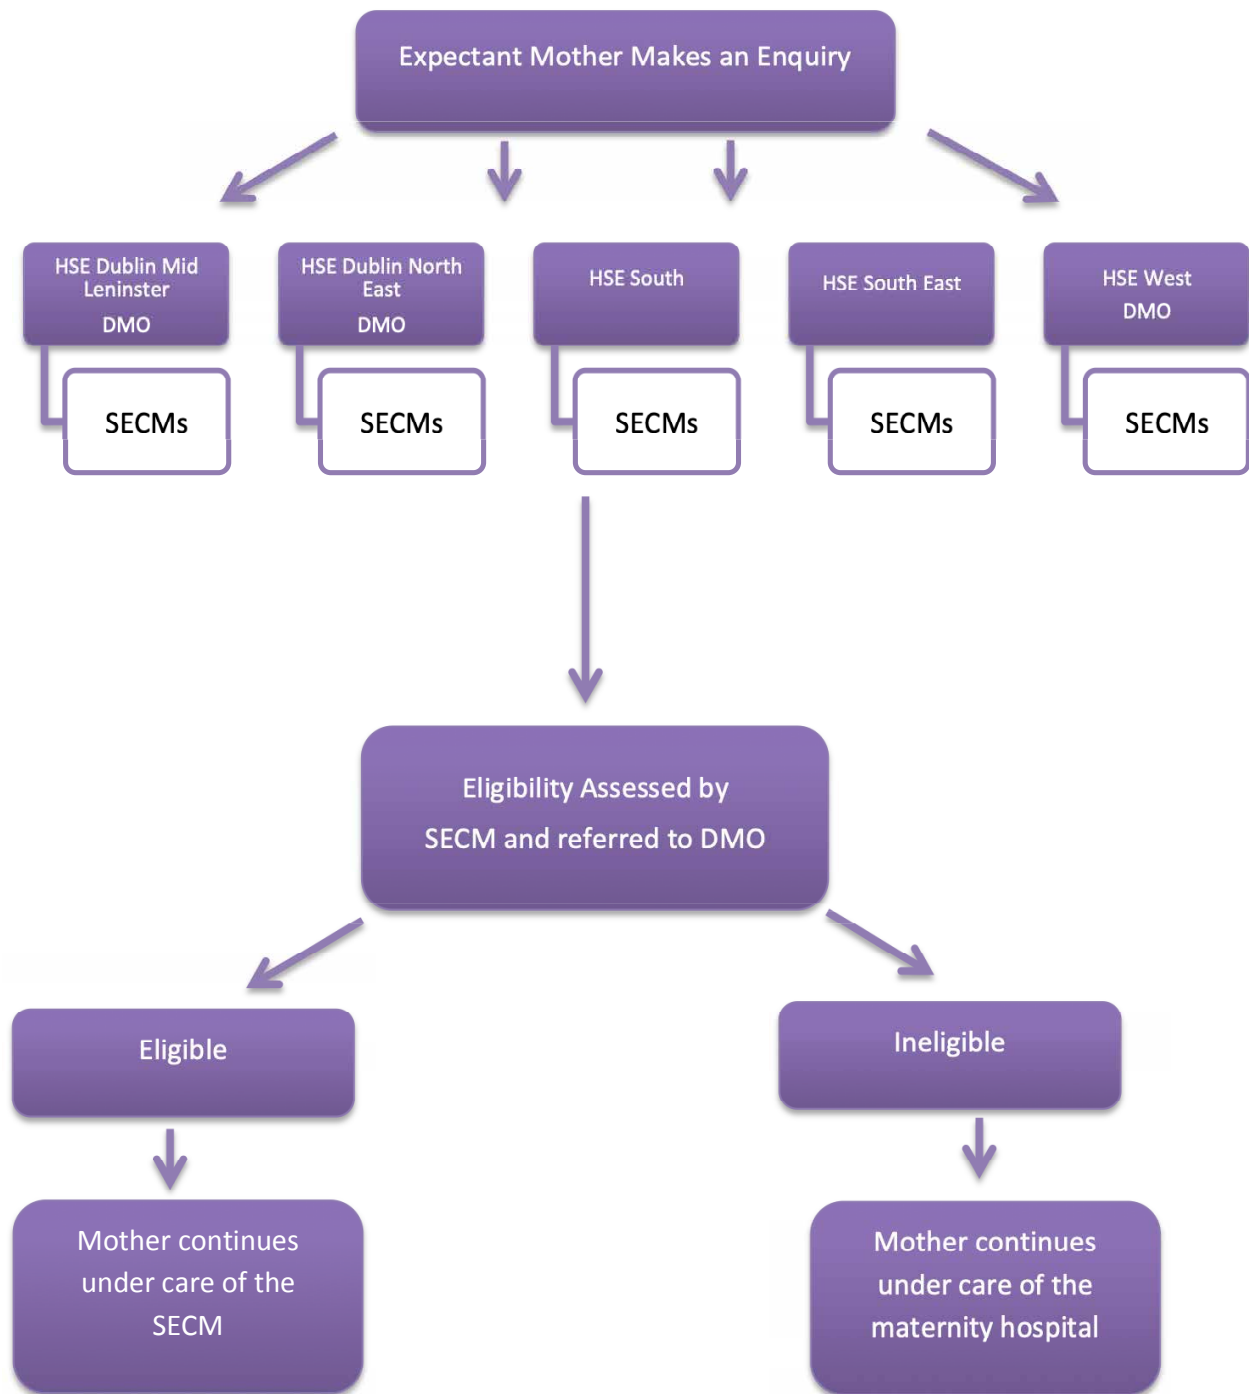 Expectant Mother Makes an Enquiry
HSE Dublin Mid
Leninster
DMO
HSE Dublin North
East
DMO
HSE South
HSE South East
HSE West
DMO
SECMs
SECMs
SECMs
SECMs
SECMs
Eligibility Assessed by
SECM and referred to DMO
Eligible
Ineligible
Mother continues
under care of the
SECM
Mother continues
under care of the
maternity hospital